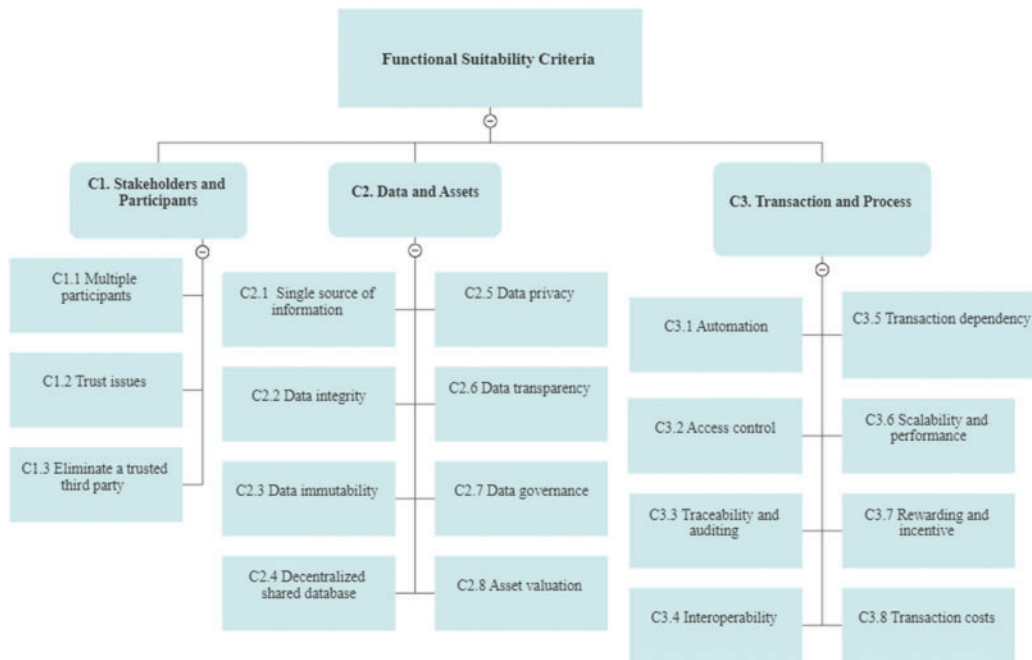 Functional Suitability Criteria
C1. Stakeholders and
Participants
C2. Data and Assets
C3. Transaction and Process
C1.1 Multiple
participants
C1.2 Trust issues
C1.3 Eliminate a trusted
third party
C2.1 Single source of
information
C2.2 Data integrity
C2.3 Data immutability
C2.4 Decentralized
shared database
C2.5 Data privacy
C2.6 Data transparency
C2.7 Data governance
C2.8 Asset valuation
C3.1 Automation
C3.2 Access control
C3.3 Traceability and
auditing
C3.4 Interoperability
C3.5 Transaction dependency
C3.6 Scalability and
performance
C3.7 Rewarding and
incentive
C3.8 Transaction costs